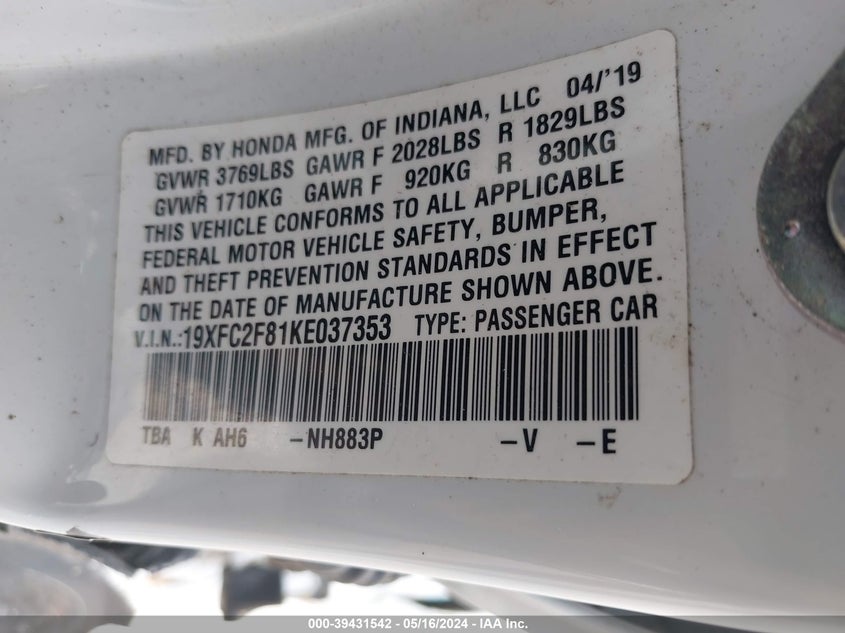 MFD. BY HONDA MFG. OF INDIANA, LLC 04/'19
GVWR 3769LBS GAWR F 2028LBS R 1829LBS
GVWR 1710KG GAWR F 920KG R 830KG
THIS VEHICLE CONFORMS TO ALL APPLICABLE
FEDERAL MOTOR VEHICLE SAFETY, BUMPER,
AND THEFT PREVENTION STANDARDS IN EFFECT
ON THE DATE OF MANUFACTURE SHOWN ABOVE.
V.I.N.:19XFC2F81KE037353 TYPE: PASSENGER CAR
TBA K AH6 -NH883P -V -E
000-39431542 - 05/16/2024 - IAA Inc.